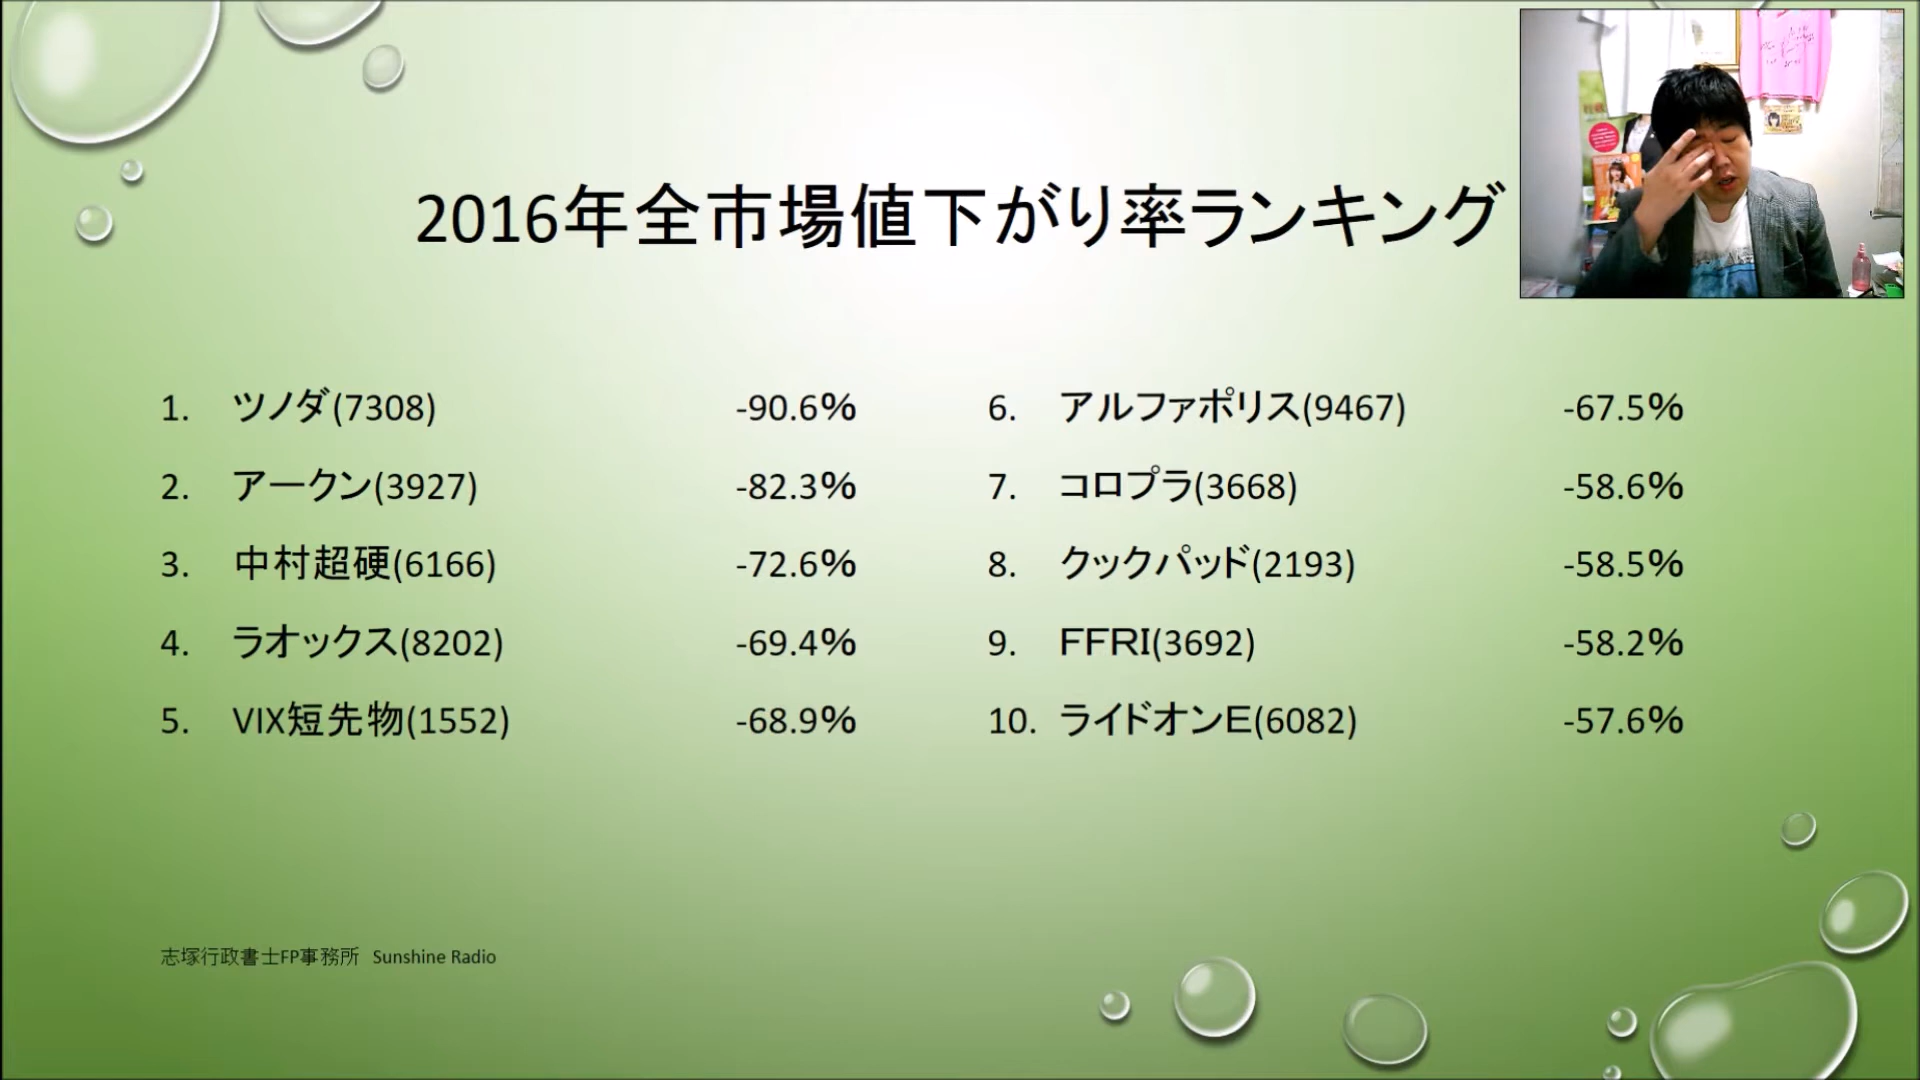 2016年全市場値下がり率ランキング
1. ツノダ(7308) -90.6%
2. アークン(3927) -82.3%
3. 中村超硬(6166) -72.6%
4. ラオックス(8202) -69.4%
5. VIX短先物(1552) -68.9%
6. アルファポリス(9467) -67.5%
7. コロプラ(3668) -58.6%
8. クックパッド(2193) -58.5%
9. FFRI(3692) -58.2%
10. ライドオンE(6082) -57.6%
志塚行政書士FP事務所 Sunshine Radio